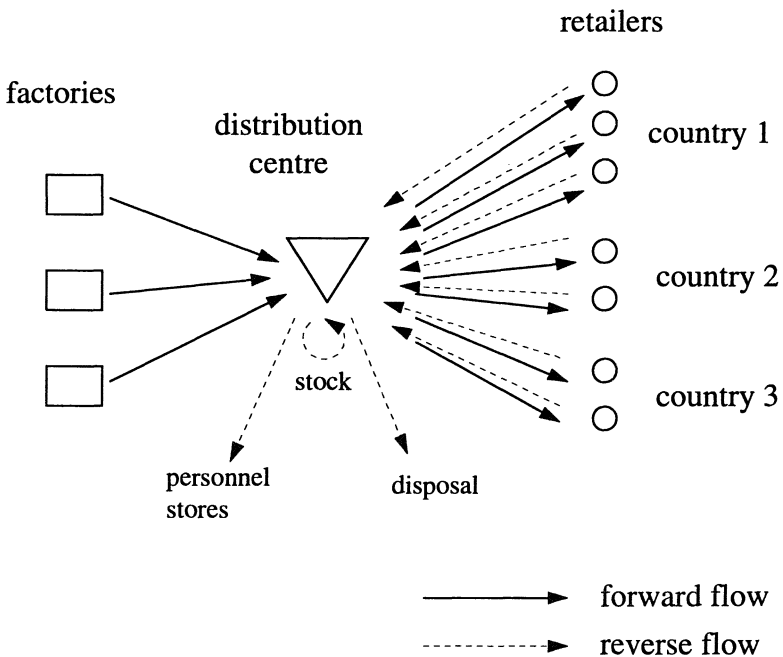 retailers
factories
distribution
centre
country 1
country 2
country 3
stock
personnel
stores
disposal
forward flow
reverse flow